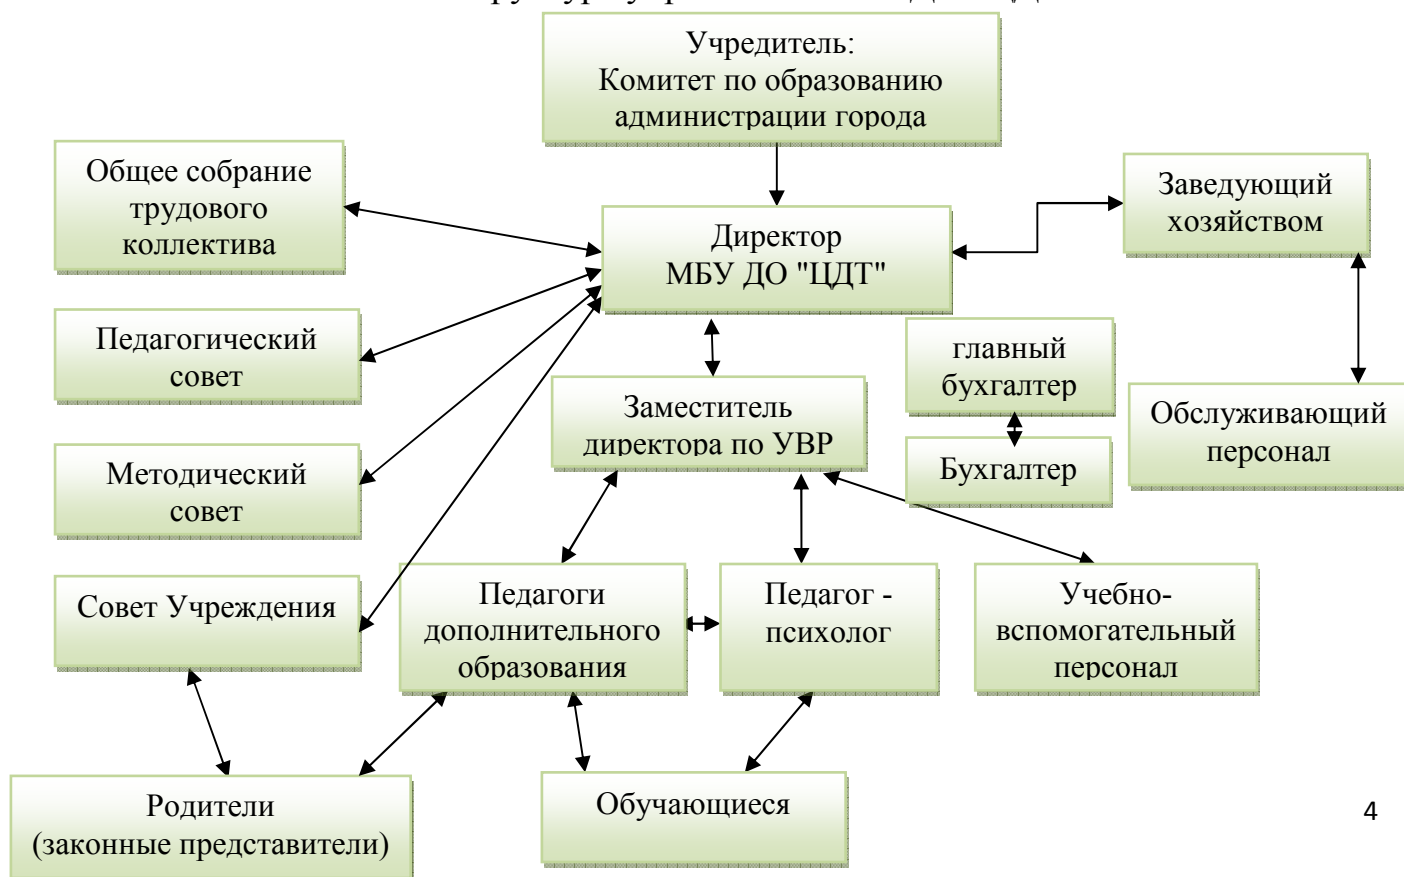 Учредитель:
Комитет по образованию
администрации города
Общее собрание
трудового
коллектива
Заведующий
хозяйством
Директор
МБУ ДО "ЦДТ"
Педагогический
совет
главный
бухгалтер
Заместитель
директора по УВР
Обслуживающий
персонал
Методический
совет
Бухгалтер
Совет Учреждения
Педагоги
дополнительного
образования
Педагог -
психолог
Учебно-
вспомогательный
персонал
Родители
(законные представители)
Обучающиеся
4